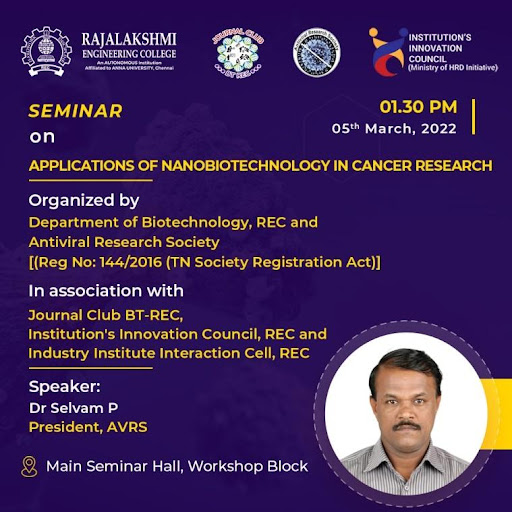 RAJALAKSHMI
ENGINEERING COLLEGE
An AUTONOMOUS Institution
Affiliated to ANNA UNIVERSITY, Chennai
JOURNAL CLUB
BT REC
INSTITUTION'S
INNOVATION
COUNCIL
(Ministry of HRD Initiative)
SEMINAR
on
01.30 PM
05th March, 2022
APPLICATIONS OF NANOBIOTECHNOLOGY IN CANCER RESEARCH
Organized by
Department of Biotechnology, REC and
Antiviral Research Society
[(Reg No: 144/2016 (TN Society Registration Act)]
In association with
Journal Club BT-REC,
Institution's Innovation Council, REC and
Industry Institute Interaction Cell, REC
Speaker:
Dr Selvam P
President, AVRS
Main Seminar Hall, Workshop Block